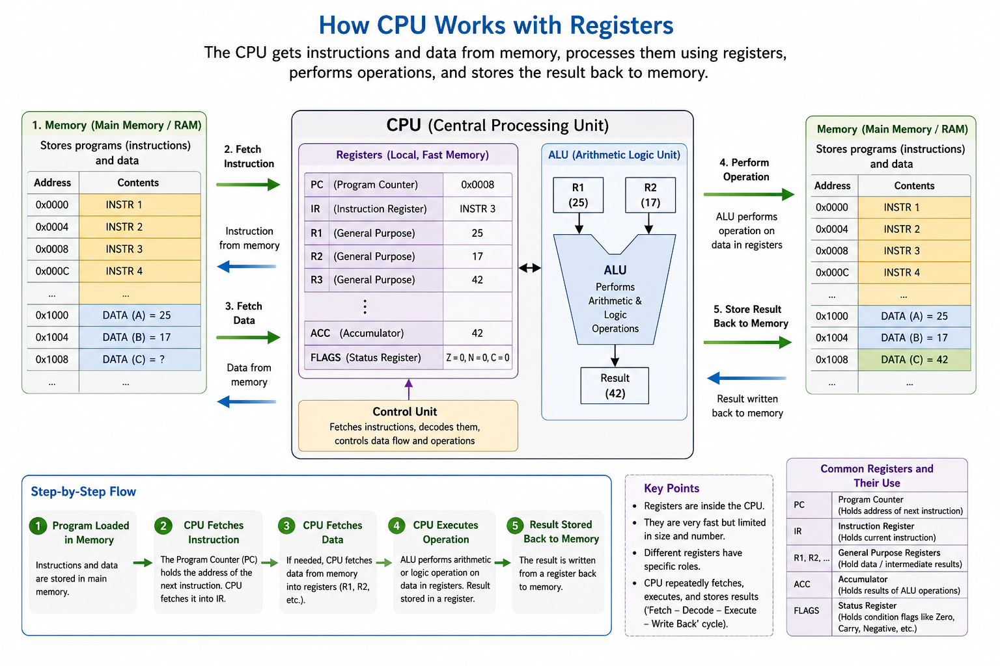 How CPU Works with Registers
The CPU gets instructions and data from memory, processes them using registers,
performs operations, and stores the result back to memory.
1. Memory (Main Memory / RAM)
Stores programs (instructions)
and data
Address Contents
0x0000 INSTR 1
0x0004 INSTR 2
0x0008 INSTR 3
0x000C INSTR 4
... ...
0x1000 DATA (A) = 25
0x1004 DATA (B) = 17
0x1008 DATA (C) = ?
... ...
2. Fetch
Instruction
Instruction
from memory
3. Fetch
Data
Data from
memory
CPU (Central Processing Unit)
Registers (Local, Fast Memory)
PC (Program Counter) 0x0008
IR (Instruction Register) INSTR 3
R1 (General Purpose) 25
R2 (General Purpose) 17
R3 (General Purpose) 42
⋮
ACC (Accumulator) 42
FLAGS (Status Register) Z = 0, N = 0, C = 0
Control Unit
Fetches instructions, decodes them,
controls data flow and operations
ALU (Arithmetic Logic Unit)
R1 R2
(25) (17)
ALU
Performs
Arithmetic &
Logic
Operations
Result
(42)
4. Perform
Operation
ALU performs
operation on
data in registers
5. Store Result
Back to Memory
Result written
back to memory
Memory (Main Memory / RAM)
Stores programs (instructions)
and data
Address Contents
0x0000 INSTR 1
0x0004 INSTR 2
0x0008 INSTR 3
0x000C INSTR 4
... ...
0x1000 DATA (A) = 25
0x1004 DATA (B) = 17
0x1008 DATA (C) = 42
... ...
Step-by-Step Flow
1 Program Loaded
in Memory
Instructions and data
are stored in main
memory.
2 CPU Fetches
Instruction
The Program Counter (PC)
holds the address of the
next instruction. CPU
fetches it into IR.
3 CPU Fetches
Data
If needed, CPU fetches
data from memory
into registers (R1, R2,
etc.).
4 CPU Executes
Operation
ALU performs arithmetic
or logic operation on
data in registers. Result
stored in a register.
5 Result Stored
Back to Memory
The result is written
from a register back
to memory.
Key Points
• Registers are inside the CPU.
• They are very fast but limited
in size and number.
• Different registers have
specific roles.
• CPU repeatedly fetches,
executes, and stores results
('Fetch – Decode – Execute
– Write Back' cycle).
Common Registers and
Their Use
PC Program Counter
(Holds address of next instruction)
IR Instruction Register
(Holds current instruction)
R1, R2, ... General Purpose Registers
(Hold data / intermediate results)
ACC Accumulator
(Holds results of ALU operations)
FLAGS Status Register
(Holds condition flags like Zero,
Carry, Negative, etc.)